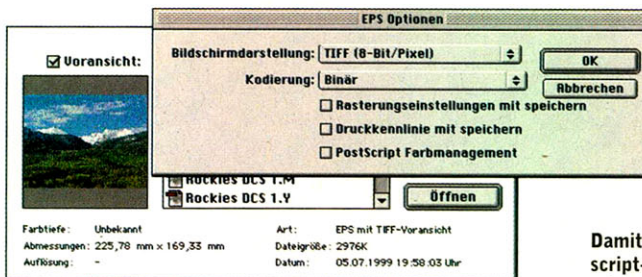 EPS Optionen
Bildschirmdarstellung: TIFF (8-Bit/Pixel)
OK
Kodierung: Binär
Abbrechen
Rasterungseinstellungen mit speichern
Druckkennlinie mit speichern
PostScript Farbmanagement
Voransicht:
Rockies DCS 1.M
Rockies DCS 1.Y
Öffnen
Farbtiefe: Unbekannt
Abmessungen: 225,78 mm x 169,33 mm
Auflösung: -
Art: EPS mit TIFF-Voransicht
Dateigröße: 2976K
Datum: 05.07.1999 19:58:03 Uhr
Damit
script-